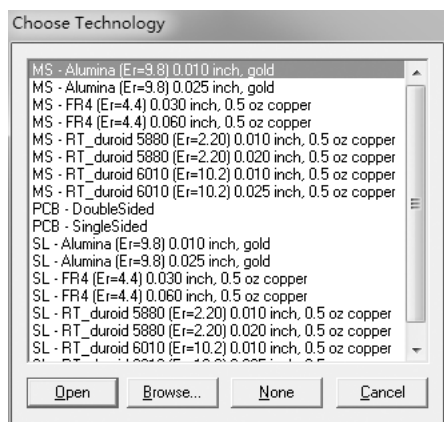 Choose Technology
MS - Alumina (Er=9.8) 0.010 inch, gold
MS - Alumina (Er=9.8) 0.025 inch, gold
MS - FR4 (Er=4.4) 0.030 inch, 0.5 oz copper
MS - FR4 (Er=4.4) 0.060 inch, 0.5 oz copper
MS - RT_duroid 5880 (Er=2.20) 0.010 inch, 0.5 oz copper
MS - RT_duroid 5880 (Er=2.20) 0.020 inch, 0.5 oz copper
MS - RT_duroid 6010 (Er=10.2) 0.010 inch, 0.5 oz copper
MS - RT_duroid 6010 (Er=10.2) 0.025 inch, 0.5 oz copper
PCB - DoubleSided
PCB - SingleSided
SL - Alumina (Er=9.8) 0.010 inch, gold
SL - Alumina (Er=9.8) 0.025 inch, gold
SL - FR4 (Er=4.4) 0.030 inch, 0.5 oz copper
SL - FR4 (Er=4.4) 0.060 inch, 0.5 oz copper
SL - RT_duroid 5880 (Er=2.20) 0.010 inch, 0.5 oz copper
SL - RT_duroid 5880 (Er=2.20) 0.020 inch, 0.5 oz copper
SL - RT_duroid 6010 (Er=10.2) 0.010 inch, 0.5 oz copper
Open Browse... None Cancel